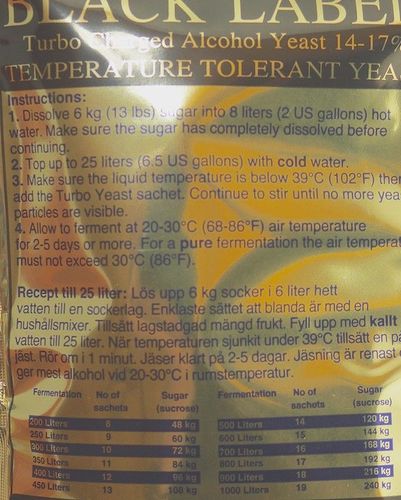 BLACK LABEL
Turbo Charged Alcohol Yeast 14-17%
TEMPERATURE TOLERANT YEA
Instructions:
1. Dissolve 6 kg (13 lbs) sugar into 8 liters (2 US gallons) hot
water. Make sure the sugar has completely dissolved before
continuing.
2. Top up to 25 liters (6.5 US gallons) with cold water.
3. Make sure the liquid temperature is below 39°C (102°F) then
add the Turbo Yeast sachet. Continue to stir until no more yea
particles are visible.
4. Allow to ferment at 20-30°C (68-86°F) air temperature
for 2-5 days or more. For a pure fermentation the air temperat
must not exceed 30°C (86°F).
Recept till 25 liter: Lös upp 6 kg socker i 6 liter hett
vatten till en sockerlag. Enklaste sättet att blanda är med en
hushållsmixer. Tillsätt lagstadgad mängd frukt. Fyll upp med kallt
vatten till 25 liter. När temperaturen sjunkit under 39°C tillsätt en pa
jäst. Rör om i 1 minut. Jäser klart på 2-5 dagar. Jäsning är renast o
ger mest alkohol vid 20-30°C i rumstemperatur.
Fermentation No of sachets Sugar (sucrose) Fermentation No of sachets Sugar (sucrose)
200 Liters 8 48 kg 500 Liters 14 120 kg
250 Liters 9 60 kg 600 Liters 15 144 kg
300 Liters 10 72 kg 700 Liters 16 168 kg
350 Liters 11 84 kg 800 Liters 17 192 kg
400 Liters 12 96 kg 900 Liters 18 216 kg
450 Liters 13 108 kg 1000 Liters 19 240 kg